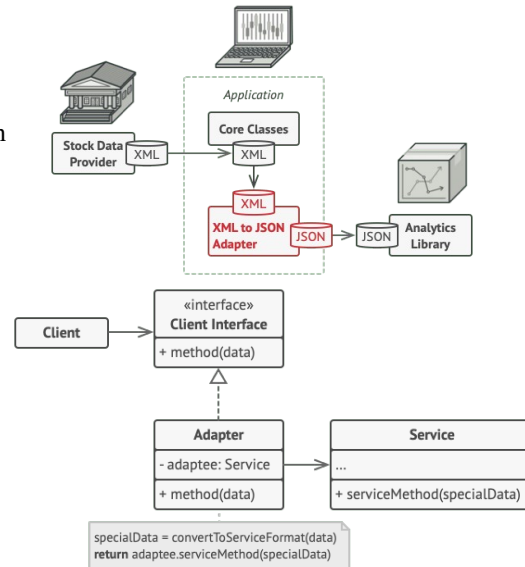 n
Application
Stock Data
Provider
XML
Core Classes
XML
XML
XML to JSON
Adapter
JSON
JSON
Analytics
Library
Client
«interface»
Client Interface
+ method(data)
Adapter
- adaptee: Service
+ method(data)
Service
...
+ serviceMethod(specialData)
specialData = convertToServiceFormat(data)
return adaptee.serviceMethod(specialData)